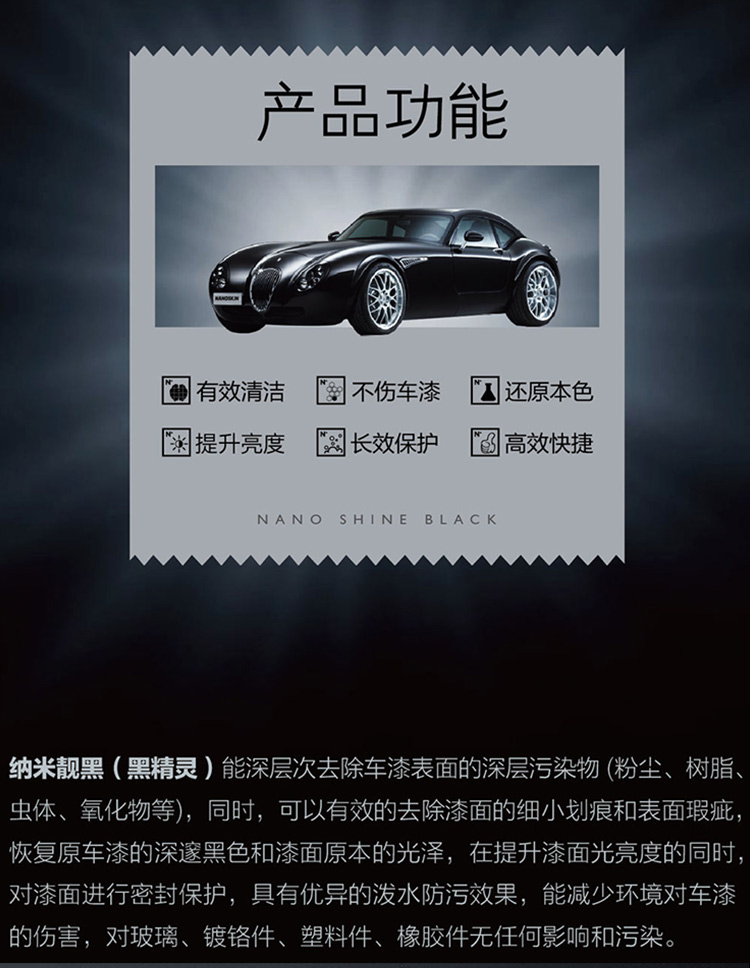 产品功能
NANOSKIN
有效清洁 不伤车漆 还原本色
提升亮度 长效保护 高效快捷
NANO SHINE BLACK
纳米靓黑（黑精灵）能深层次去除车漆表面的深层污染物 (粉尘、树脂、
虫体、氧化物等)，同时，可以有效的去除漆面的细小划痕和表面瑕疵，
恢复原车漆的深邃黑色和漆面原本的光泽，在提升漆面光亮度的同时，
对漆面进行密封保护，具有优异的泼水防污效果，能减少环境对车漆
的伤害，对玻璃、镀铬件、塑料件、橡胶件无任何影响和污染。